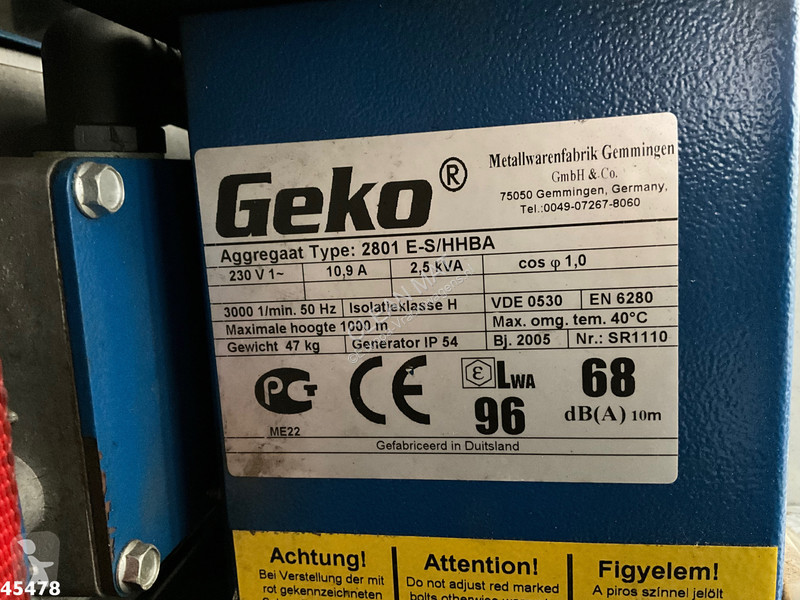 Geko®
Metallwarenfabrik Gemmingen
GmbH & Co.
75050 Gemmingen, Germany,
Tel.:0049-07267-8060
Aggregaat Type: 2801 E-S/HHBA
230 V 1~ 10,9 A 2,5 kVA cos φ 1,0
3000 1/min. 50 Hz Isolatieklasse H VDE 0530 EN 6280
Maximale hoogte 1000 m Max. omg. tem. 40°C
Gewicht 47 kg Generator IP 54 Bj. 2005 Nr.: SR1110
PCT
ME22
CE
ε LWA
96
68
dB(A) 10m
Gefabriceerd in Duitsland
Achtung!
Bei Verstellung der mit
rot gekennzeichneten
Attention!
Do not adjust red marked
bolts otherwise
Figyelem!
A piros színnel jelölt
45478